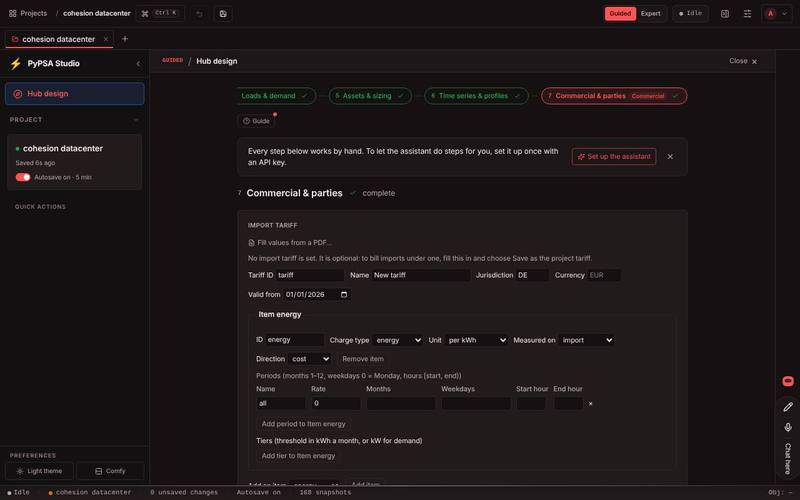 Projects / cohesion datacenter ⌘ Ctrl K Guided Expert Idle A
cohesion datacenter × +
PyPSA Studio
GUIDED / Hub design Close ×
Hub design
PROJECT
cohesion datacenter
Saved 6s ago
Autosave on · 5 min
QUICK ACTIONS
Loads & demand ✓ 5 Assets & sizing ✓ 6 Time series & profiles ✓ 7 Commercial & parties Commercial ✓
Guide
Every step below works by hand. To let the assistant do steps for you, set it up once with
an API key.
Set up the assistant ×
7 Commercial & parties ✓ complete
IMPORT TARIFF
Fill values from a PDF...
No import tariff is set. It is optional: to bill imports under one, fill this in and choose Save as the project tariff.
Tariff ID tariff Name New tariff Jurisdiction DE Currency EUR
Valid from 01/01/2026
Item energy
ID energy Charge type energy Unit per kWh Measured on import
Direction cost Remove item
Periods (months 1–12, weekdays 0 = Monday, hours [start, end))
Name Rate Months Weekdays Start hour End hour
all 0 ×
Add period to Item energy
Tiers (threshold in kWh a month, or kW for demand)
Add tier to Item energy
Chat here
PREFERENCES
Light theme Comfy
Idle cohesion datacenter 0 unsaved changes Autosave on 168 snapshots Obj: —